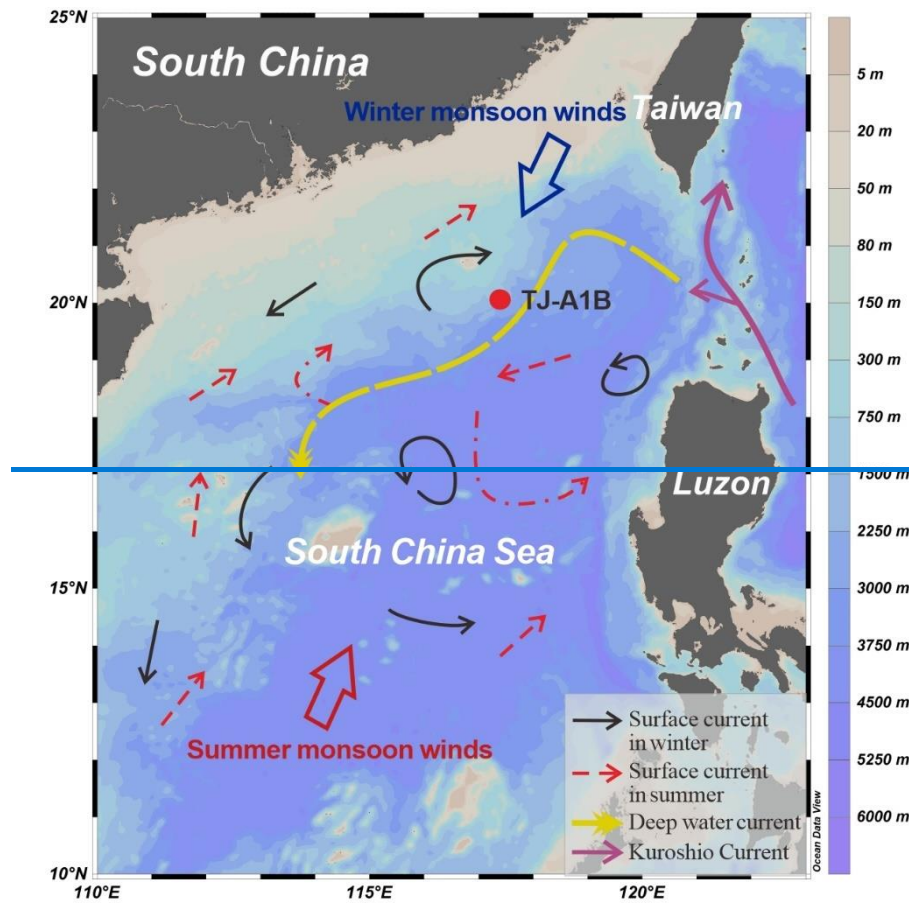 25°N
20°N
15°N
10°N
110°E
115°E
120°E
South China
Winter monsoon winds
Taiwan
TJ-A1B
Luzon
South China Sea
Summer monsoon winds
Surface current
in winter
Surface current
in summer
Deep water current
Kuroshio Current
Ocean Data View
5 m
20 m
50 m
80 m
150 m
300 m
750 m
1500 m
2250 m
3000 m
3750 m
4500 m
5250 m
6000 m